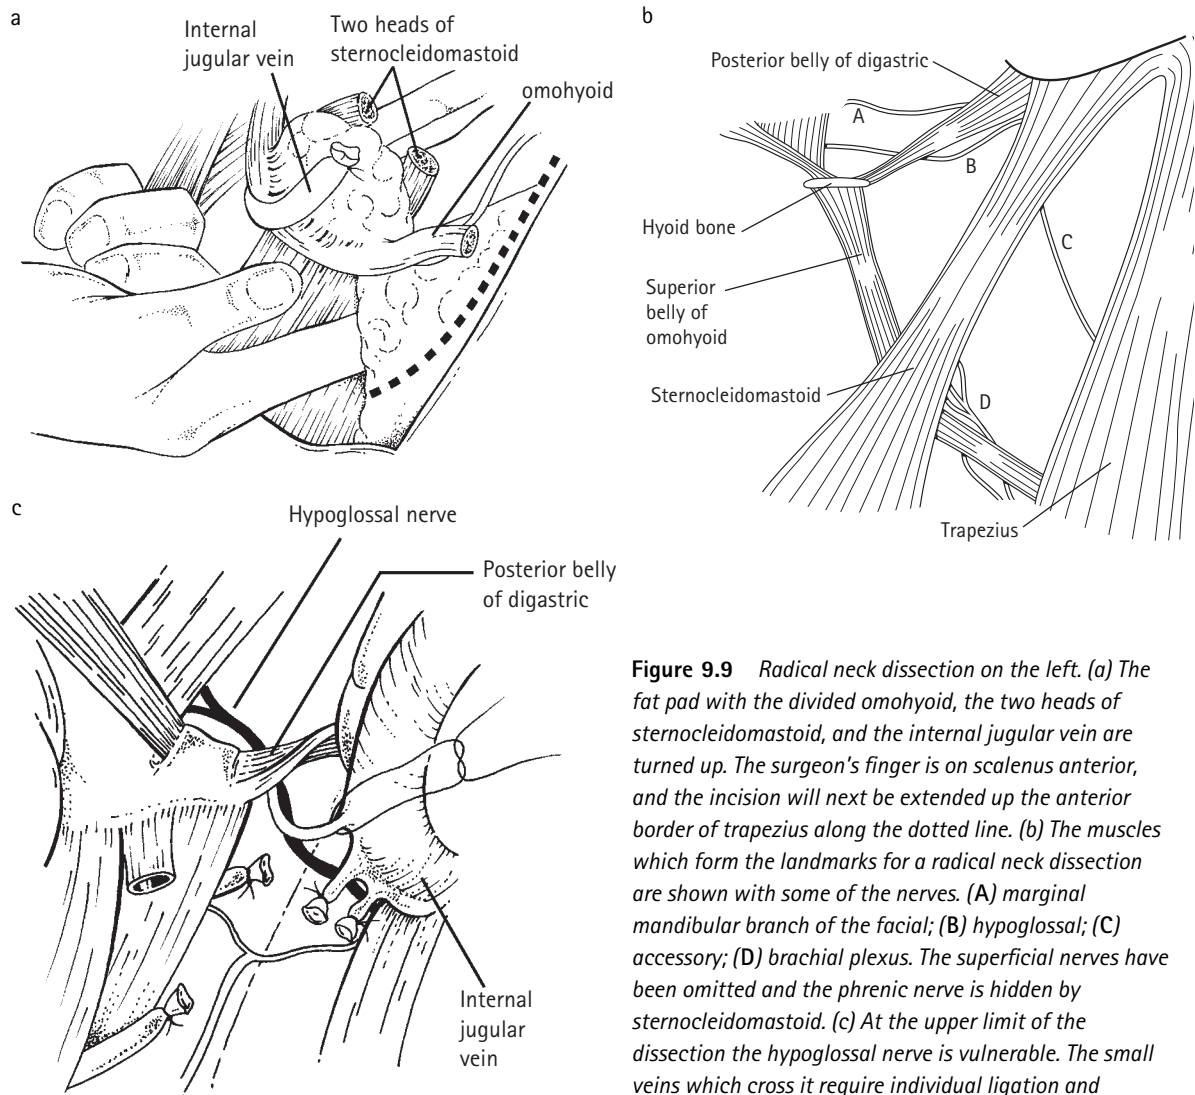 a
Internal
jugular vein
Two heads of
sternocleidomastoid
omohyoid
b
Posterior belly of digastric
A
B
Hyoid bone
C
Superior
belly of
omohyoid
Sternocleidomastoid
D
Trapezius
c
Hypoglossal nerve
Posterior belly
of digastric
Internal
jugular
vein
Figure 9.9 Radical neck dissection on the left. (a) The
fat pad with the divided omohyoid, the two heads of
sternocleidomastoid, and the internal jugular vein are
turned up. The surgeon's finger is on scalenus anterior,
and the incision will next be extended up the anterior
border of trapezius along the dotted line. (b) The muscles
which form the landmarks for a radical neck dissection
are shown with some of the nerves. (A) marginal
mandibular branch of the facial; (B) hypoglossal; (C)
accessory; (D) brachial plexus. The superficial nerves have
been omitted and the phrenic nerve is hidden by
sternocleidomastoid. (c) At the upper limit of the
dissection the hypoglossal nerve is vulnerable. The small
veins which cross it require individual ligation and